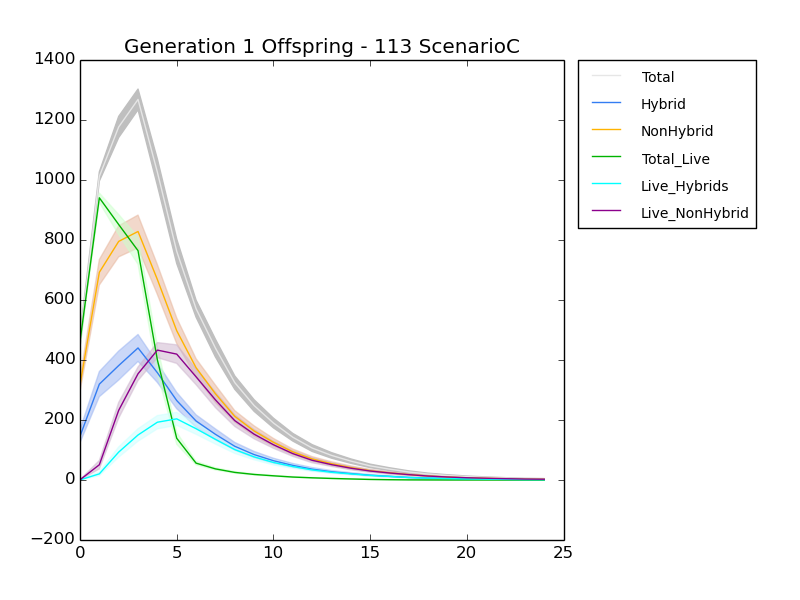 Generation 1 Offspring - 113 ScenarioC
1400
1200
1000
800
600
400
200
0
−200
0 5 10 15 20 25
Total
Hybrid
NonHybrid
Total_Live
Live_Hybrids
Live_NonHybrid